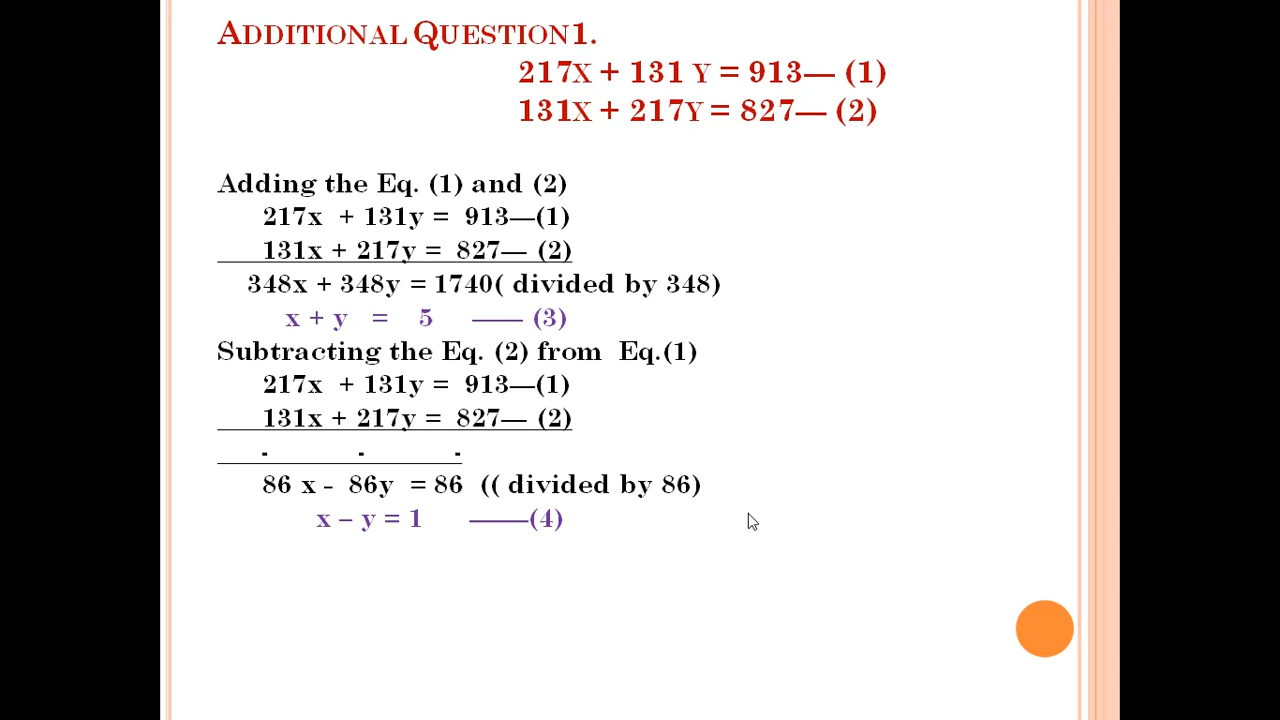 ADDITIONAL QUESTION1.
217X + 131 Y = 913— (1)
131X + 217Y = 827— (2)
Adding the Eq. (1) and (2)
217x + 131y = 913—(1)
131x + 217y = 827— (2)
348x + 348y = 1740( divided by 348)
x + y = 5 —— (3)
Subtracting the Eq. (2) from Eq.(1)
217x + 131y = 913—(1)
131x + 217y = 827— (2)
- - -
86 x - 86y = 86 (( divided by 86)
x – y = 1 ——(4)